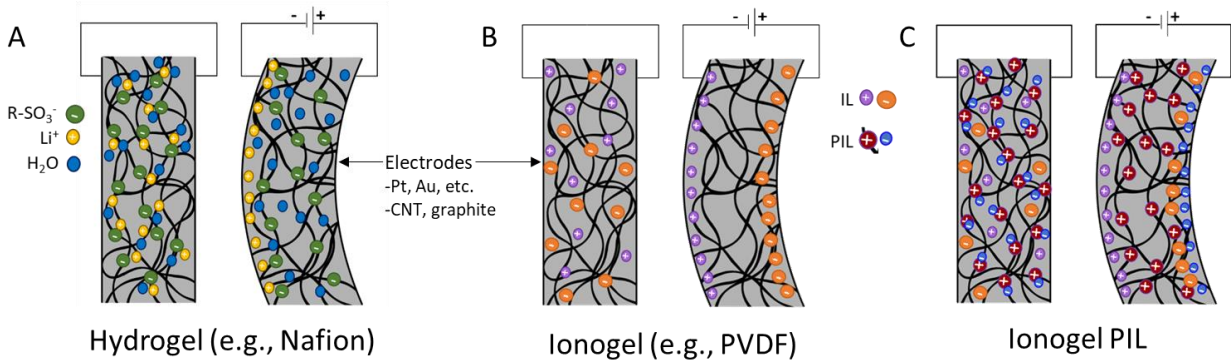 A
- +
R-SO₃⁻
Li⁺
H₂O
Hydrogel (e.g., Nafion)
Electrodes
-Pt, Au, etc.
-CNT, graphite
B
- +
Ionogel (e.g., PVDF)
IL + -
PIL + -
C
- +
Ionogel PIL